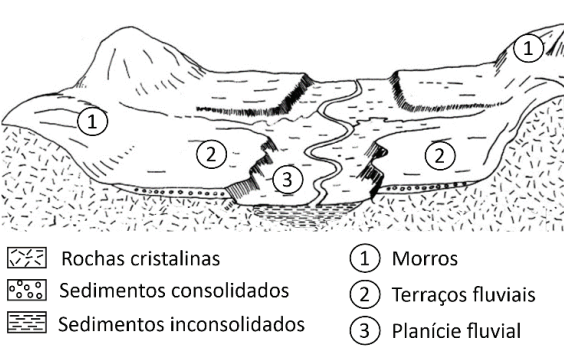 1
1
2
2
3
Rochas cristalinas
Sedimentos consolidados
Sedimentos inconsolidados
1 Morros
2 Terraços fluviais
3 Planície fluvial